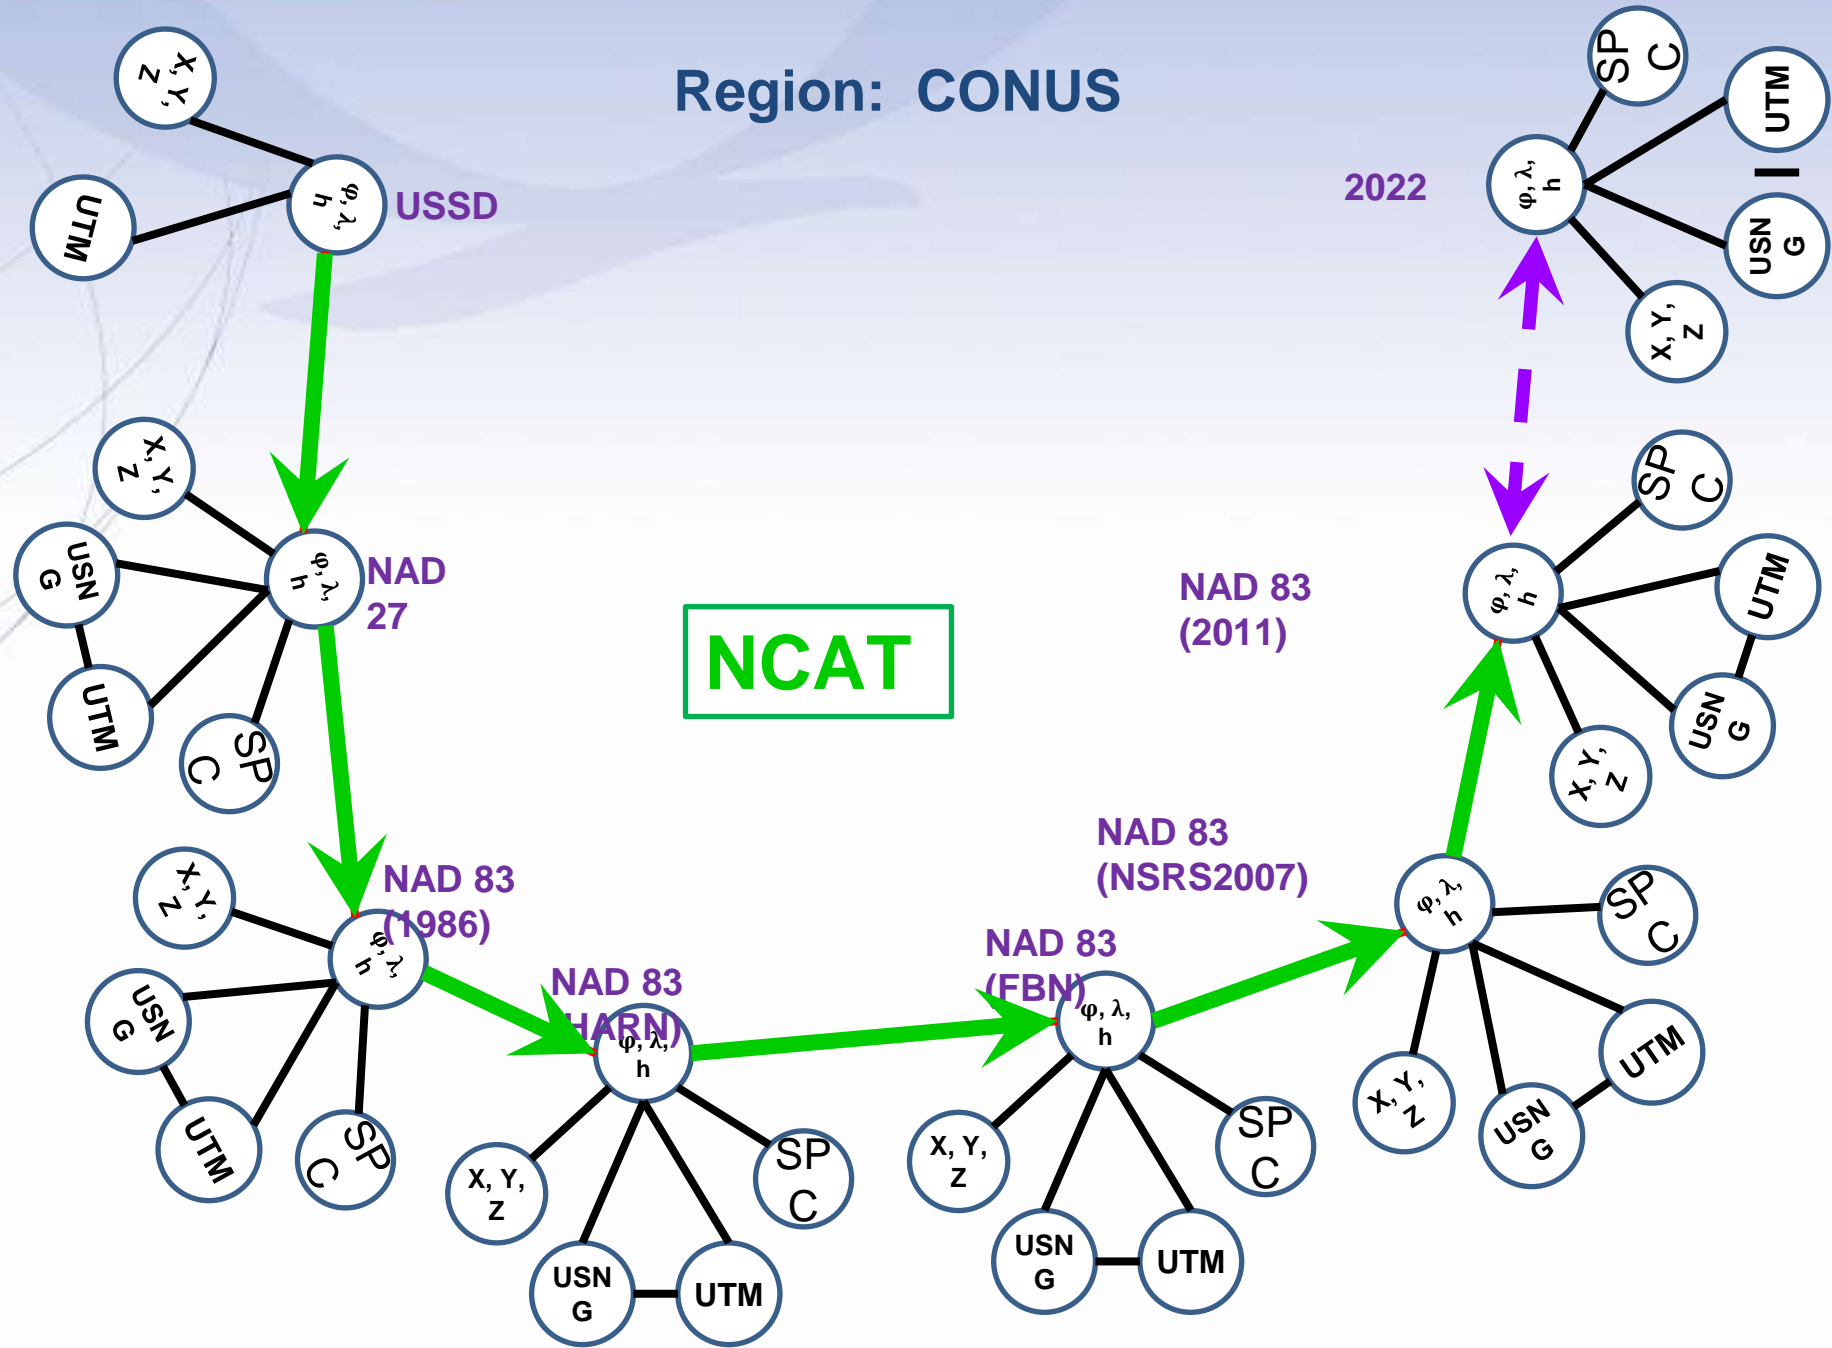 Region: CONUS
X, Y,
Z
UTM
φ, λ,
h
USSD
2022
φ, λ,
h
SP
C
UTM
USN
G
X, Y,
Z
X, Y,
Z
USN
G
UTM
SP
C
φ, λ,
h
NAD
27
NCAT
NAD 83
(2011)
φ, λ,
h
SP
C
UTM
USN
G
X, Y,
Z
X, Y,
Z
USN
G
UTM
SP
C
φ, λ,
h
NAD 83
(1986)
NAD 83
(HARN)
φ, λ,
h
X, Y,
Z
USN
G
UTM
SP
C
NAD 83
(FBN)
φ, λ,
h
X, Y,
Z
USN
G
UTM
SP
C
NAD 83
(NSRS2007)
φ, λ,
h
SP
C
UTM
USN
G
X, Y,
Z